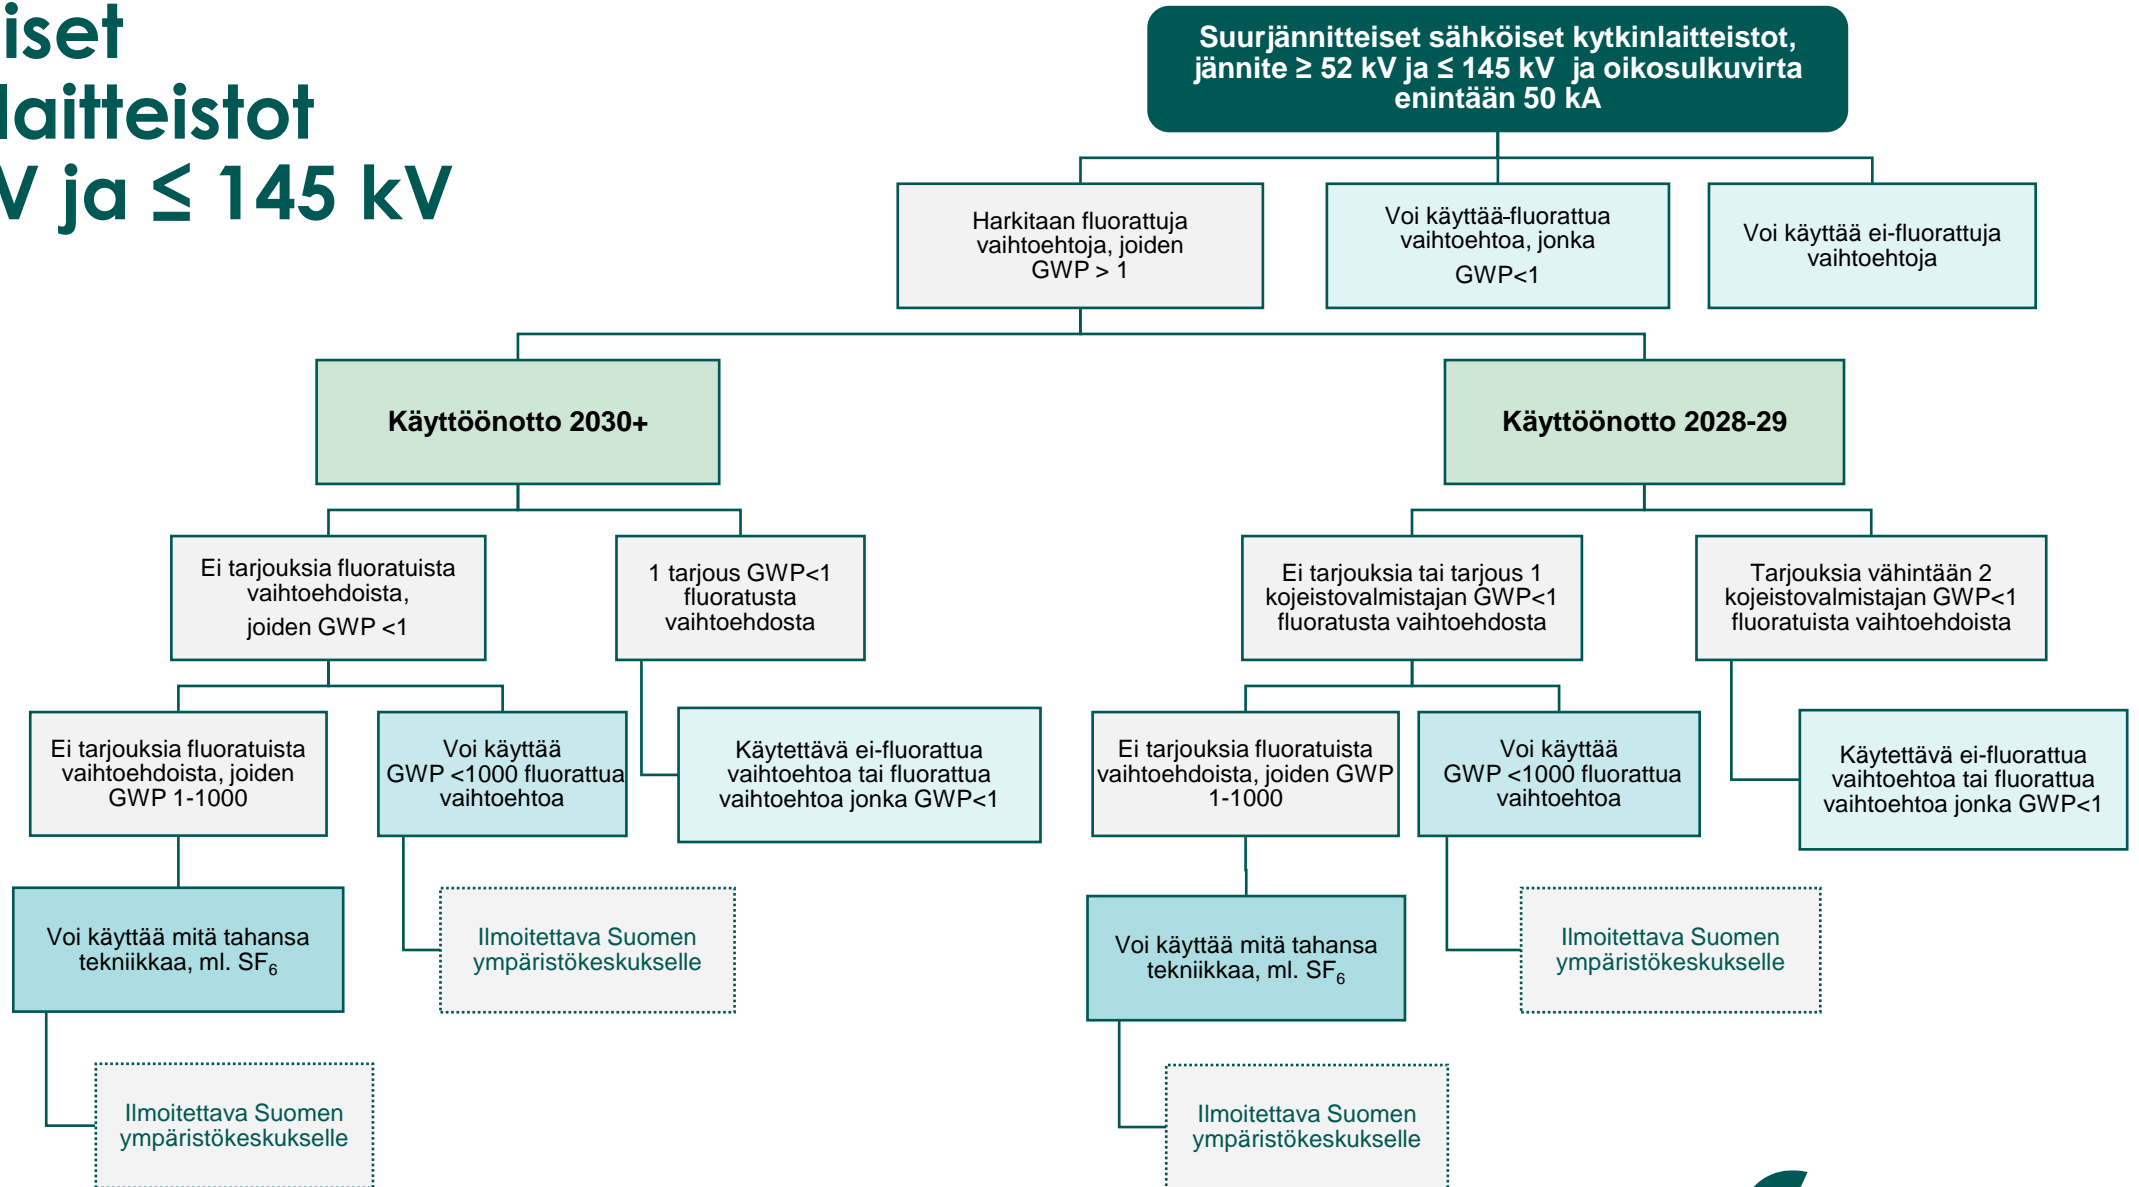 iset
laitteistot
V ja ≤ 145 kV
Suurjännitteiset sähköiset kytkinlaitteistot,
jännite ≥ 52 kV ja ≤ 145 kV ja oikosulkuvirta
enintään 50 kA
Harkitaan fluorattuja
vaihtoehtoja, joiden
GWP > 1
Voi käyttää-fluorattua
vaihtoehtoa, jonka
GWP<1
Voi käyttää ei-fluorattuja
vaihtoehtoja
Käyttöönotto 2030+
Käyttöönotto 2028-29
Ei tarjouksia fluoratuista
vaihtoehdoista,
joiden GWP <1
1 tarjous GWP<1
fluoratusta
vaihtoehdosta
Ei tarjouksia tai tarjous 1
kojeistovalmistajan GWP<1
fluoratusta vaihtoehdosta
Tarjouksia vähintään 2
kojeistovalmistajan GWP<1
fluoratuista vaihtoehdoista
Ei tarjouksia fluoratuista
vaihtoehdoista, joiden
GWP 1-1000
Voi käyttää
GWP <1000 fluorattua
vaihtoehtoa
Käytettävä ei-fluorattua
vaihtoehtoa tai fluorattua
vaihtoehtoa jonka GWP<1
Ei tarjouksia fluoratuista
vaihtoehdoista, joiden GWP
1-1000
Voi käyttää
GWP <1000 fluorattua
vaihtoehtoa
Käytettävä ei-fluorattua
vaihtoehtoa tai fluorattua
vaihtoehtoa jonka GWP<1
Voi käyttää mitä tahansa
tekniikkaa, ml. SF₆
Ilmoitettava Suomen
ympäristökeskukselle
Voi käyttää mitä tahansa
tekniikkaa, ml. SF₆
Ilmoitettava Suomen
ympäristökeskukselle
Ilmoitettava Suomen
ympäristökeskukselle
Ilmoitettava Suomen
ympäristökeskukselle